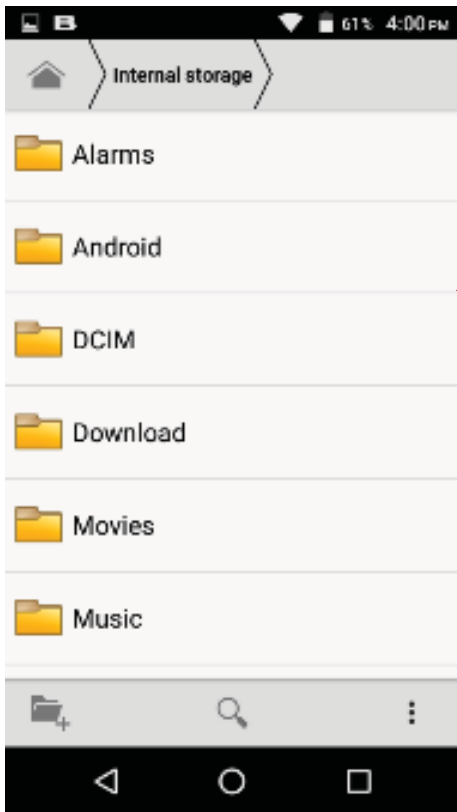 61% 4:00 PM
Internal storage
Alarms
Android
DCIM
Download
Movies
Music